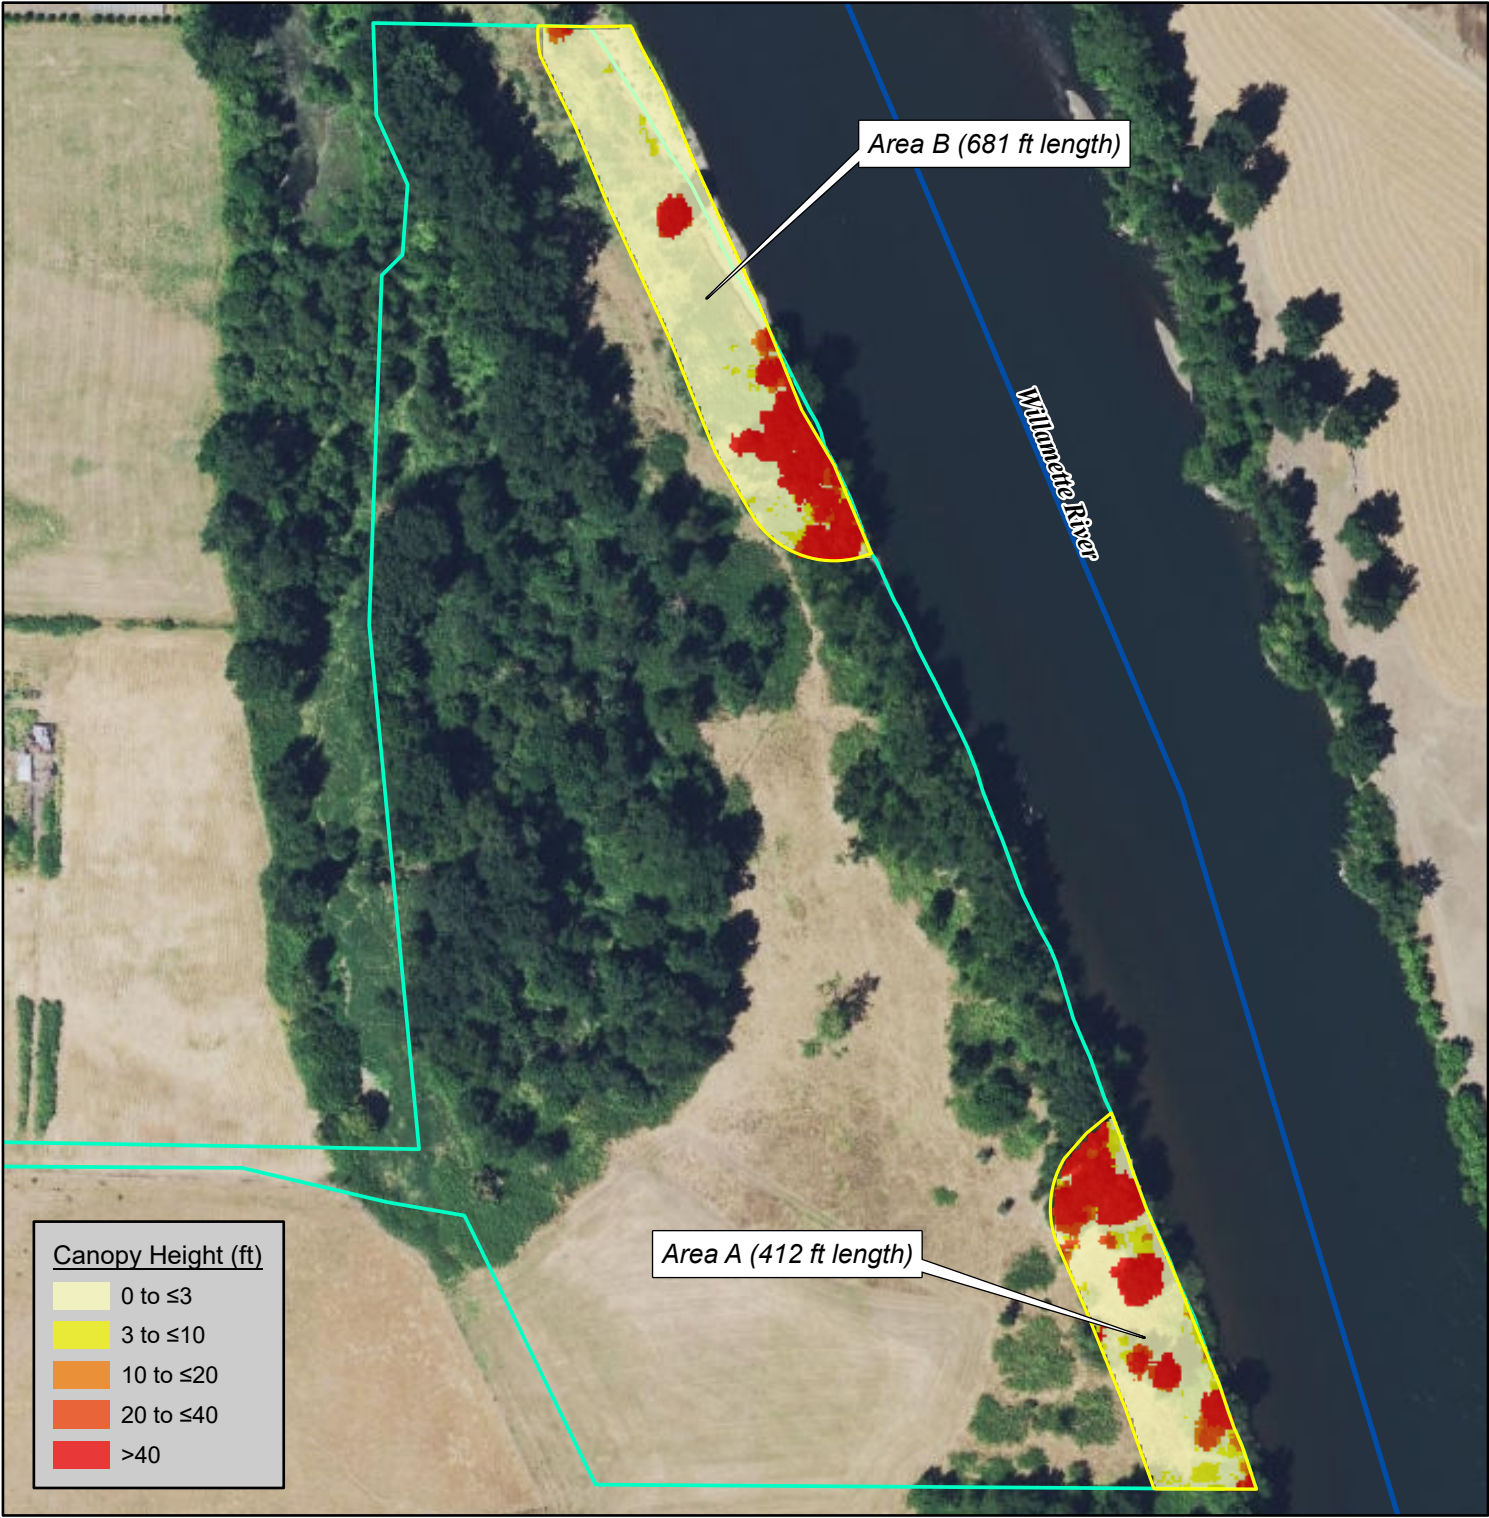 Area B (681 ft length)
Willamette River
Area A (412 ft length)
Canopy Height (ft)
0 to ≤3
3 to ≤10
10 to ≤20
20 to ≤40
>40